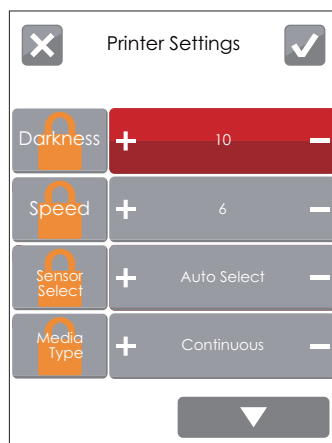 Printer Settings
Darkness + 10 −
Speed + 6 −
Sensor
Select + Auto Select −
Media
Type + Continuous −